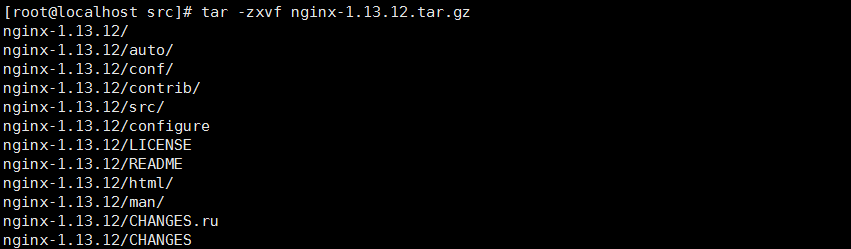 [root@localhost src]# tar -zxvf nginx-1.13.12.tar.gz
nginx-1.13.12/
nginx-1.13.12/auto/
nginx-1.13.12/conf/
nginx-1.13.12/contrib/
nginx-1.13.12/src/
nginx-1.13.12/configure
nginx-1.13.12/LICENSE
nginx-1.13.12/README
nginx-1.13.12/html/
nginx-1.13.12/man/
nginx-1.13.12/CHANGES.ru
nginx-1.13.12/CHANGES